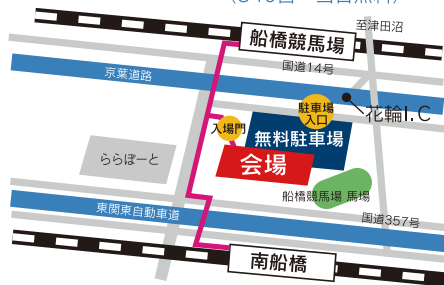 至津田沼
船橋競馬場
国道14号
京葉道路
駐車場
入口
花輪I.C
入場門
無料駐車場
ららぽーと
会場
船橋競馬場 馬場
東関東自動車道
国道357号
南船橋